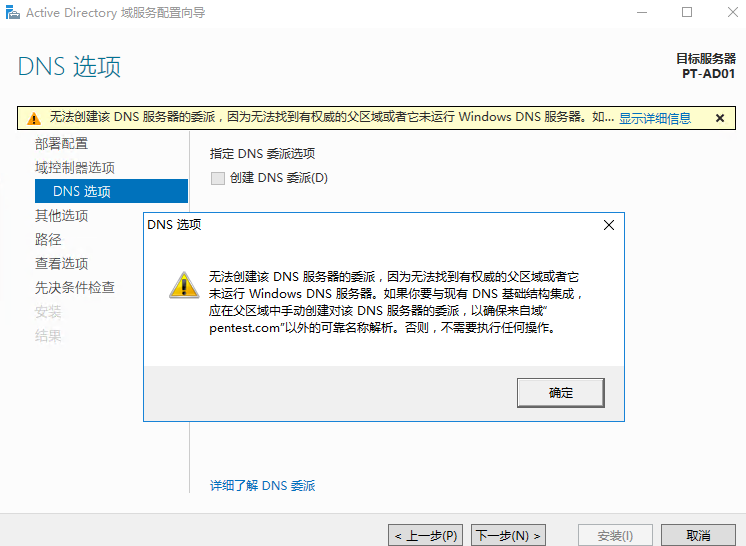 Active Directory 域服务配置向导
DNS 选项
目标服务器
PT-AD01
无法创建该 DNS 服务器的委派，因为无法找到有权威的父区域或者它未运行 Windows DNS 服务器。如... 显示详细信息
部署配置
域控制器选项
DNS 选项
其他选项
路径
查看选项
先决条件检查
安装
结果
指定 DNS 委派选项
创建 DNS 委派(D)
DNS 选项
无法创建该 DNS 服务器的委派，因为无法找到有权威的父区域或者它
未运行 Windows DNS 服务器。如果你要与现有 DNS 基础结构集成，
应在父区域中手动创建对该 DNS 服务器的委派，以确保来自域"
pentest.com"以外的可靠名称解析。否则，不需要执行任何操作。
确定
详细了解 DNS 委派
< 上一步(P)
下一步(N) >
安装(I)
取消